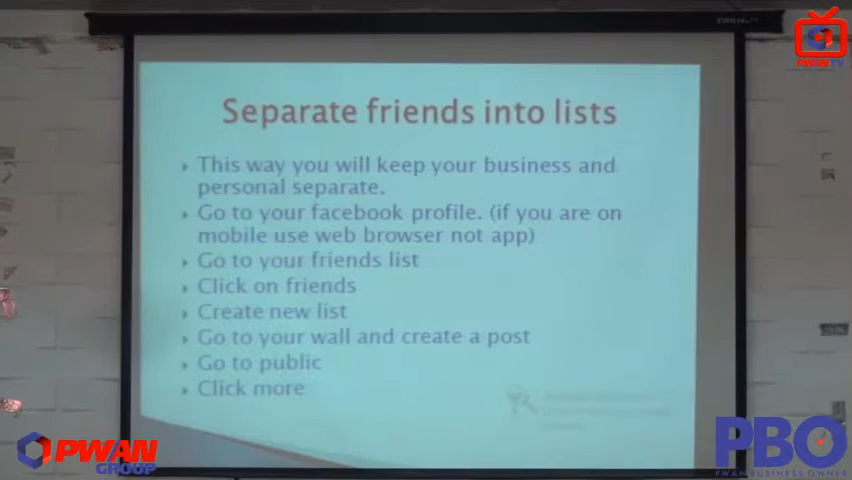 PWAN TV
Separate friends into lists
This way you will keep your business and
personal separate.
Go to your facebook profile. (if you are on
mobile use web browser not app)
Go to your friends list
Click on friends
Create new list
Go to your wall and create a post
Go to public
Click more
PWAN
GROUP
PBO
PWAN BUSINESS OWNER